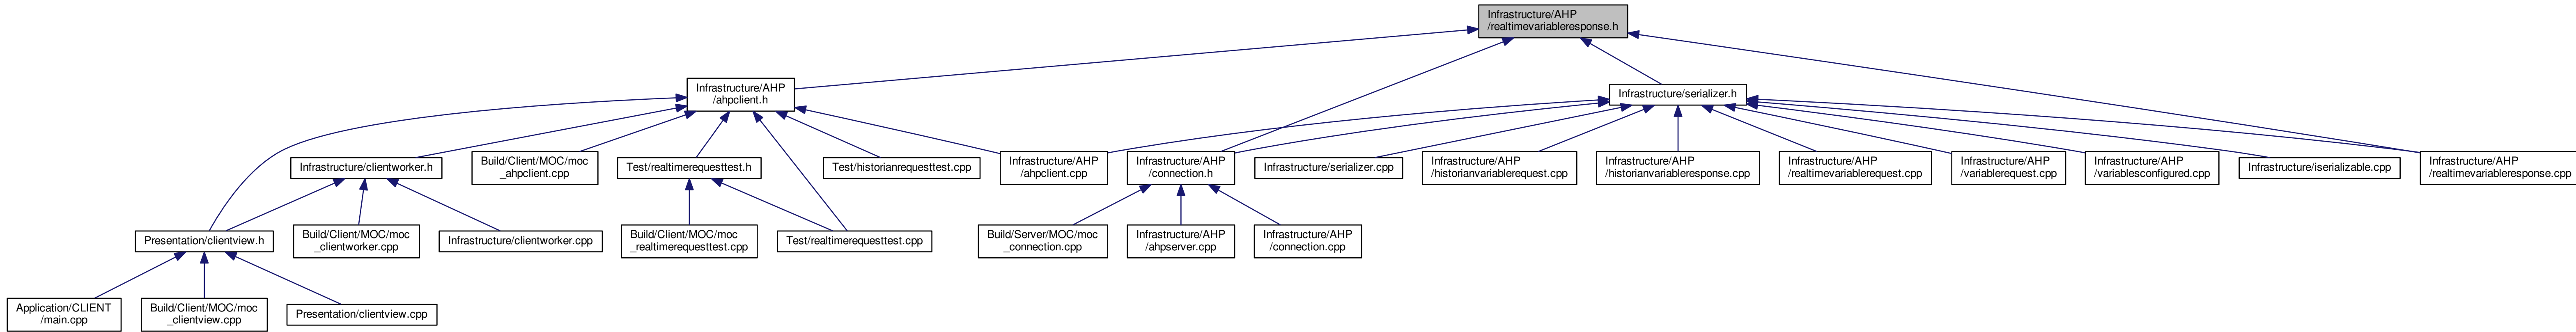 Infrastructure/AHP
/realtimevariableresponse.h
Infrastructure/AHP
/ahpclient.h
Infrastructure/serializer.h
Infrastructure/clientworker.h
Build/Client/MOC/moc
_ahpclient.cpp
Test/realtimerequesttest.h
Test/historianrequesttest.cpp
Infrastructure/AHP
/ahpclient.cpp
Infrastructure/AHP
/connection.h
Infrastructure/serializer.cpp
Infrastructure/AHP
/historianvariablerequest.cpp
Infrastructure/AHP
/historianvariableresponse.cpp
Infrastructure/AHP
/realtimevariablerequest.cpp
Infrastructure/AHP
/variablerequest.cpp
Infrastructure/AHP
/variablesconfigured.cpp
Infrastructure/iserializable.cpp
Infrastructure/AHP
/realtimevariableresponse.cpp
Presentation/clientview.h
Build/Client/MOC/moc
_clientworker.cpp
Infrastructure/clientworker.cpp
Build/Client/MOC/moc
_realtimerequesttest.cpp
Test/realtimerequesttest.cpp
Build/Server/MOC/moc
_connection.cpp
Infrastructure/AHP
/ahpserver.cpp
Infrastructure/AHP
/connection.cpp
Application/CLIENT
/main.cpp
Build/Client/MOC/moc
_clientview.cpp
Presentation/clientview.cpp